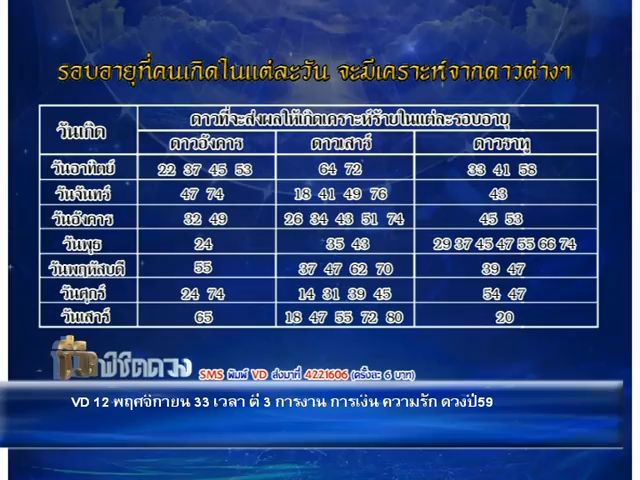 รอบอายุที่คนเกิดในแต่ละวัน จะมีเคราะห์จากดาวต่างๆ
วันเกิด ดาวที่จะส่งผลให้เกิดเคราะห์ร้ายในแต่ละรอบอายุ
ดาวอังคาร ดาวเสาร์ ดาวราหู
วันอาทิตย์ 22 37 45 53 64 72 33 41 58
วันจันทร์ 47 74 18 41 49 76 43
วันอังคาร 32 49 26 34 43 51 74 45 53
วันพุธ 24 35 43 29 37 45 47 55 66 74
วันพฤหัสบดี 55 37 47 62 70 39 47
วันศุกร์ 24 74 14 31 39 45 54 47
วันเสาร์ 65 18 47 55 72 80 20
พิชิตดวง
SMS พิมพ์ VD ส่งมาที่ 4221606 (ครั้งละ 6 บาท)
VD 12 พฤศจิกายน 33 เวลา ตี 3 การงาน การเงิน ความรัก ดวงปี59